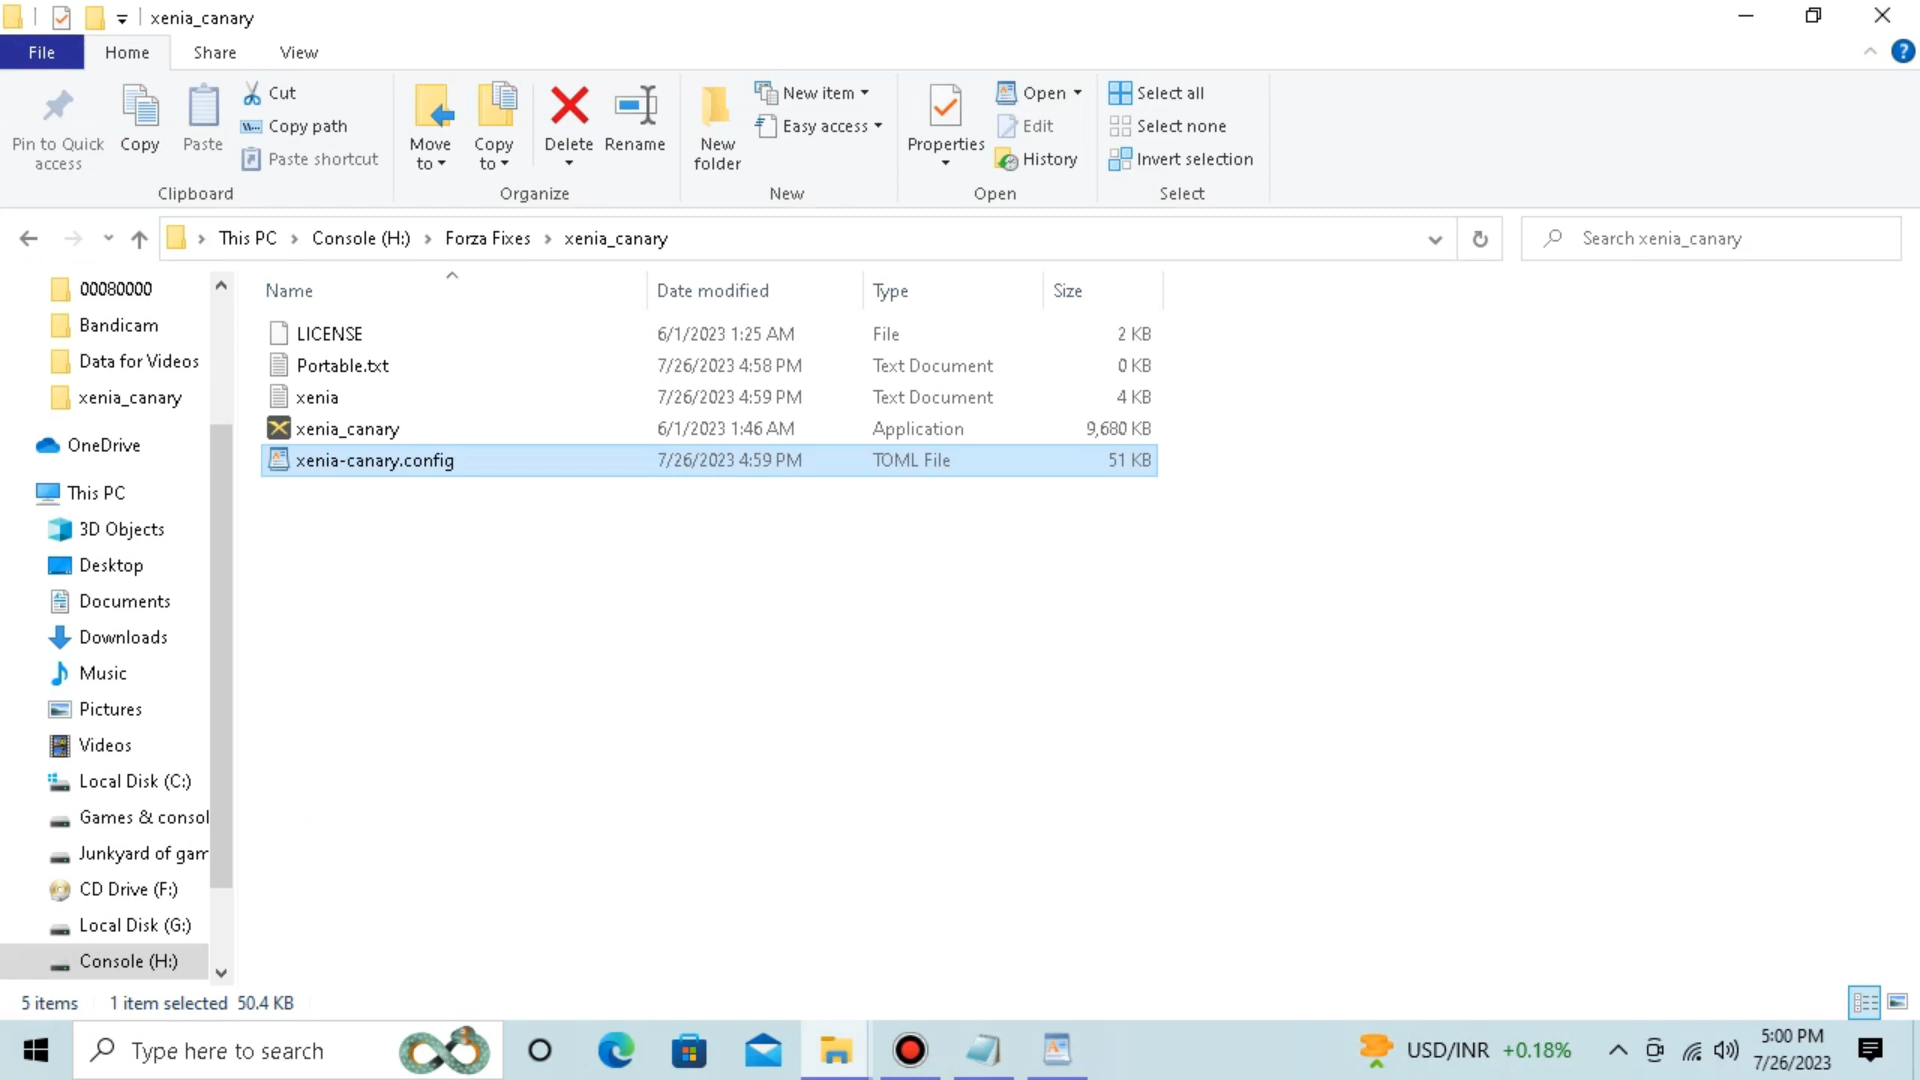 xenia_canary
File Home Share View
Pin to Quick access
Copy
Paste
Cut
Copy path
Paste shortcut
Clipboard
Move to
Copy to
Delete
Rename
Organize
New folder
New item
Easy access
New
Properties
Open
Edit
History
Open
Select all
Select none
Invert selection
Select
This PC › Console (H:) › Forza Fixes › xenia_canary
Search xenia_canary
00080000
Bandicam
Data for Videos
xenia_canary
OneDrive
This PC
3D Objects
Desktop
Documents
Downloads
Music
Pictures
Videos
Local Disk (C:)
Games & consol
Junkyard of gam
CD Drive (F:)
Local Disk (G:)
Console (H:)
Name Date modified Type Size
LICENSE 6/1/2023 1:25 AM File 2 KB
Portable.txt 7/26/2023 4:58 PM Text Document 0 KB
xenia 7/26/2023 4:59 PM Text Document 4 KB
xenia_canary 6/1/2023 1:46 AM Application 9,680 KB
xenia-canary.config 7/26/2023 4:59 PM TOML File 51 KB
5 items 1 item selected 50.4 KB
Type here to search
USD/INR +0.18%
5:00 PM
7/26/2023